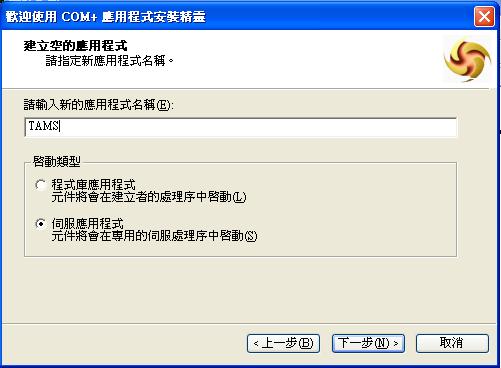 歡迎使用 COM+ 應用程式安裝精靈
建立空的應用程式
請指定新應用程式名稱。
請輸入新的應用程式名稱(E):
TAMS
啟動類型
程式庫應用程式
元件將會在建立者的處理序中啟動(L)
伺服應用程式
元件將會在專用的伺服處理序中啟動(S)
< 上一步(B)
下一步(N) >
取消